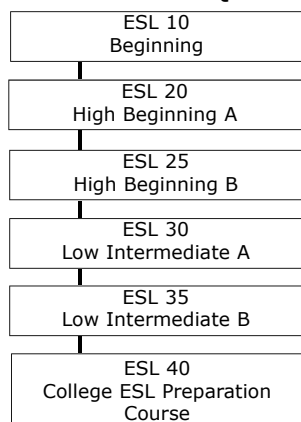 ESL 10
Beginning
ESL 20
High Beginning A
ESL 25
High Beginning B
ESL 30
Low Intermediate A
ESL 35
Low Intermediate B
ESL 40
College ESL Preparation
Course